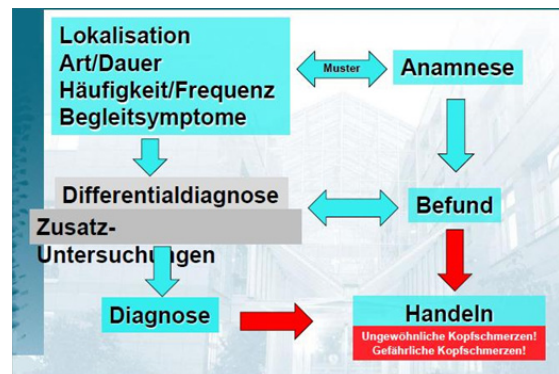 Lokalisation
Art/Dauer
Häufigkeit/Frequenz
Begleitsymptome
Muster
Anamnese
Differentialdiagnose
Zusatz-
Untersuchungen
Befund
Diagnose
Handeln
Ungewöhnliche Kopfschmerzen!
Gefährliche Kopfschmerzen!